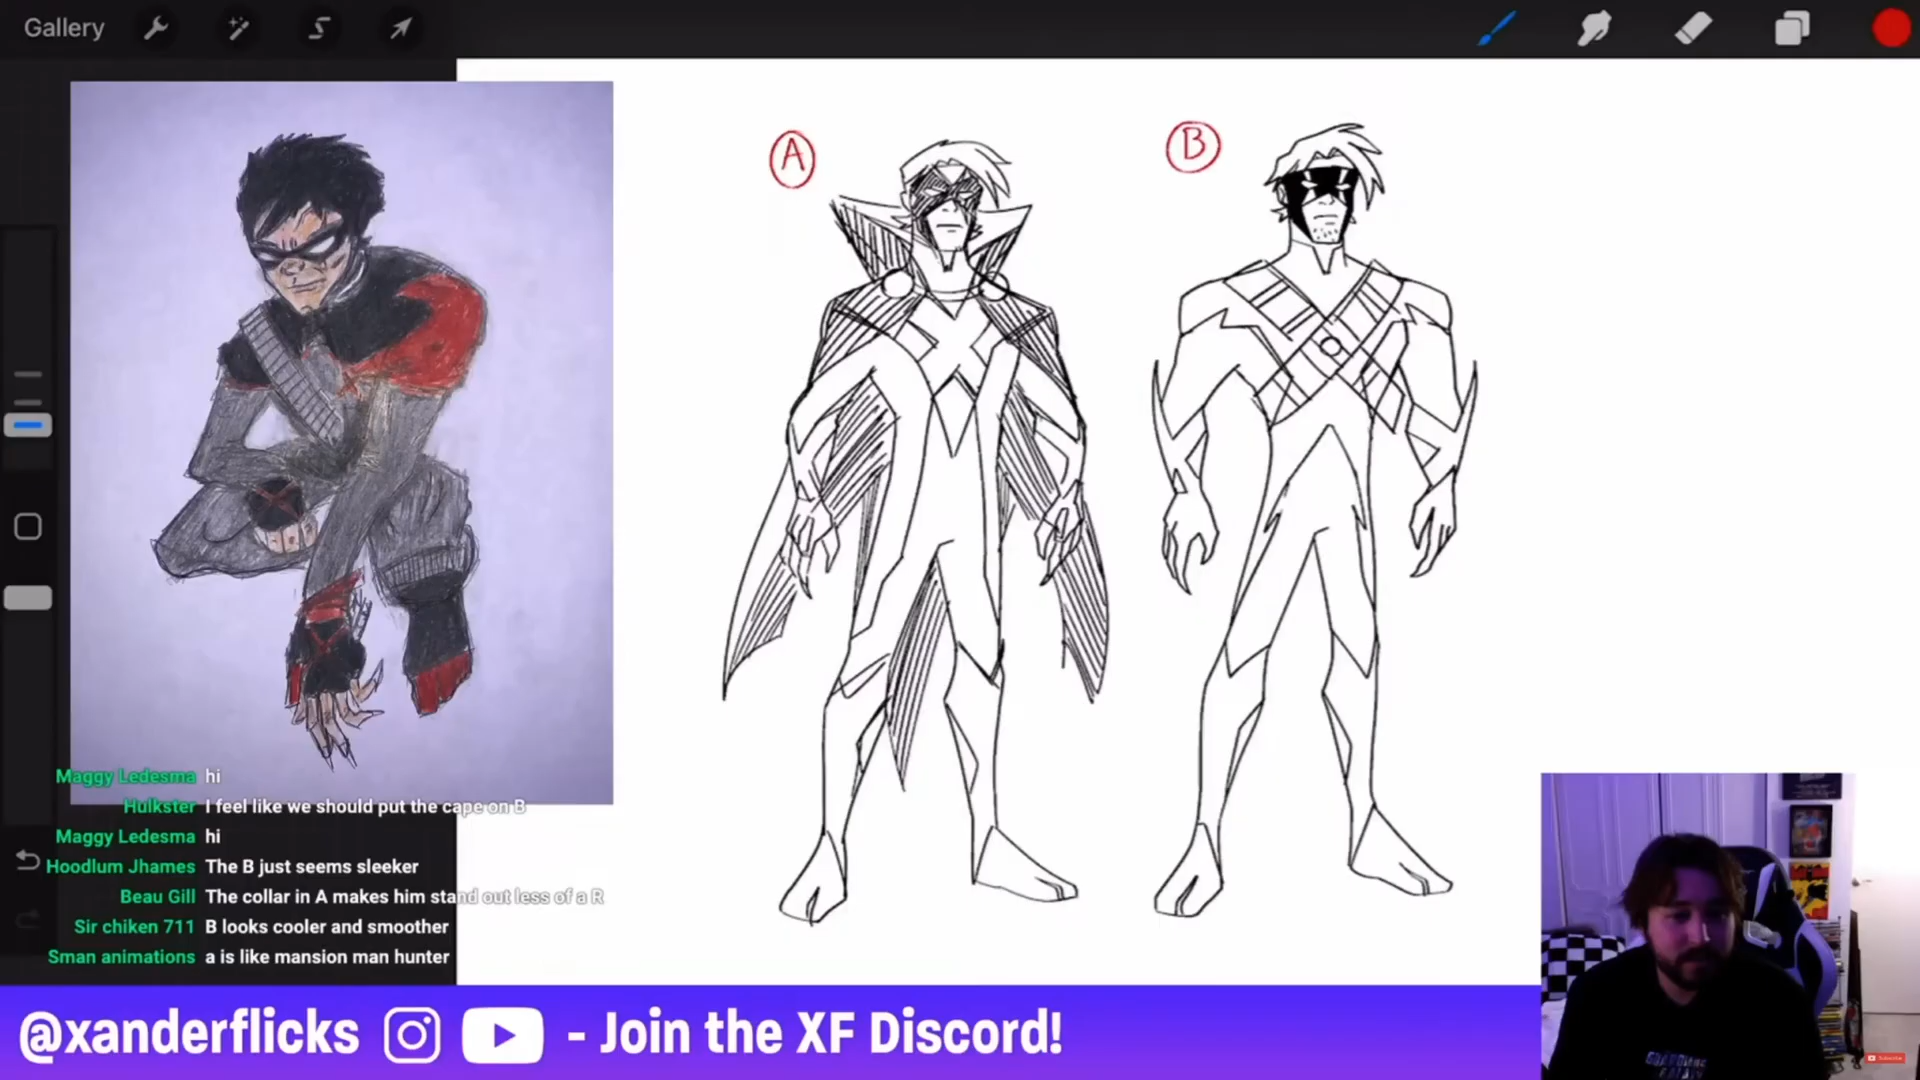 Gallery
A
B
Maggy Ledesma hi
Hulkster I feel like we should put the cape on B
Maggy Ledesma hi
Hoodlum Jhames The B just seems sleeker
Beau Gill The collar in A makes him stand out less of a R
Sir chiken 711 B looks cooler and smoother
Sman animations a is like mansion man hunter
@xanderflicks - Join the XF Discord!
Subscribe